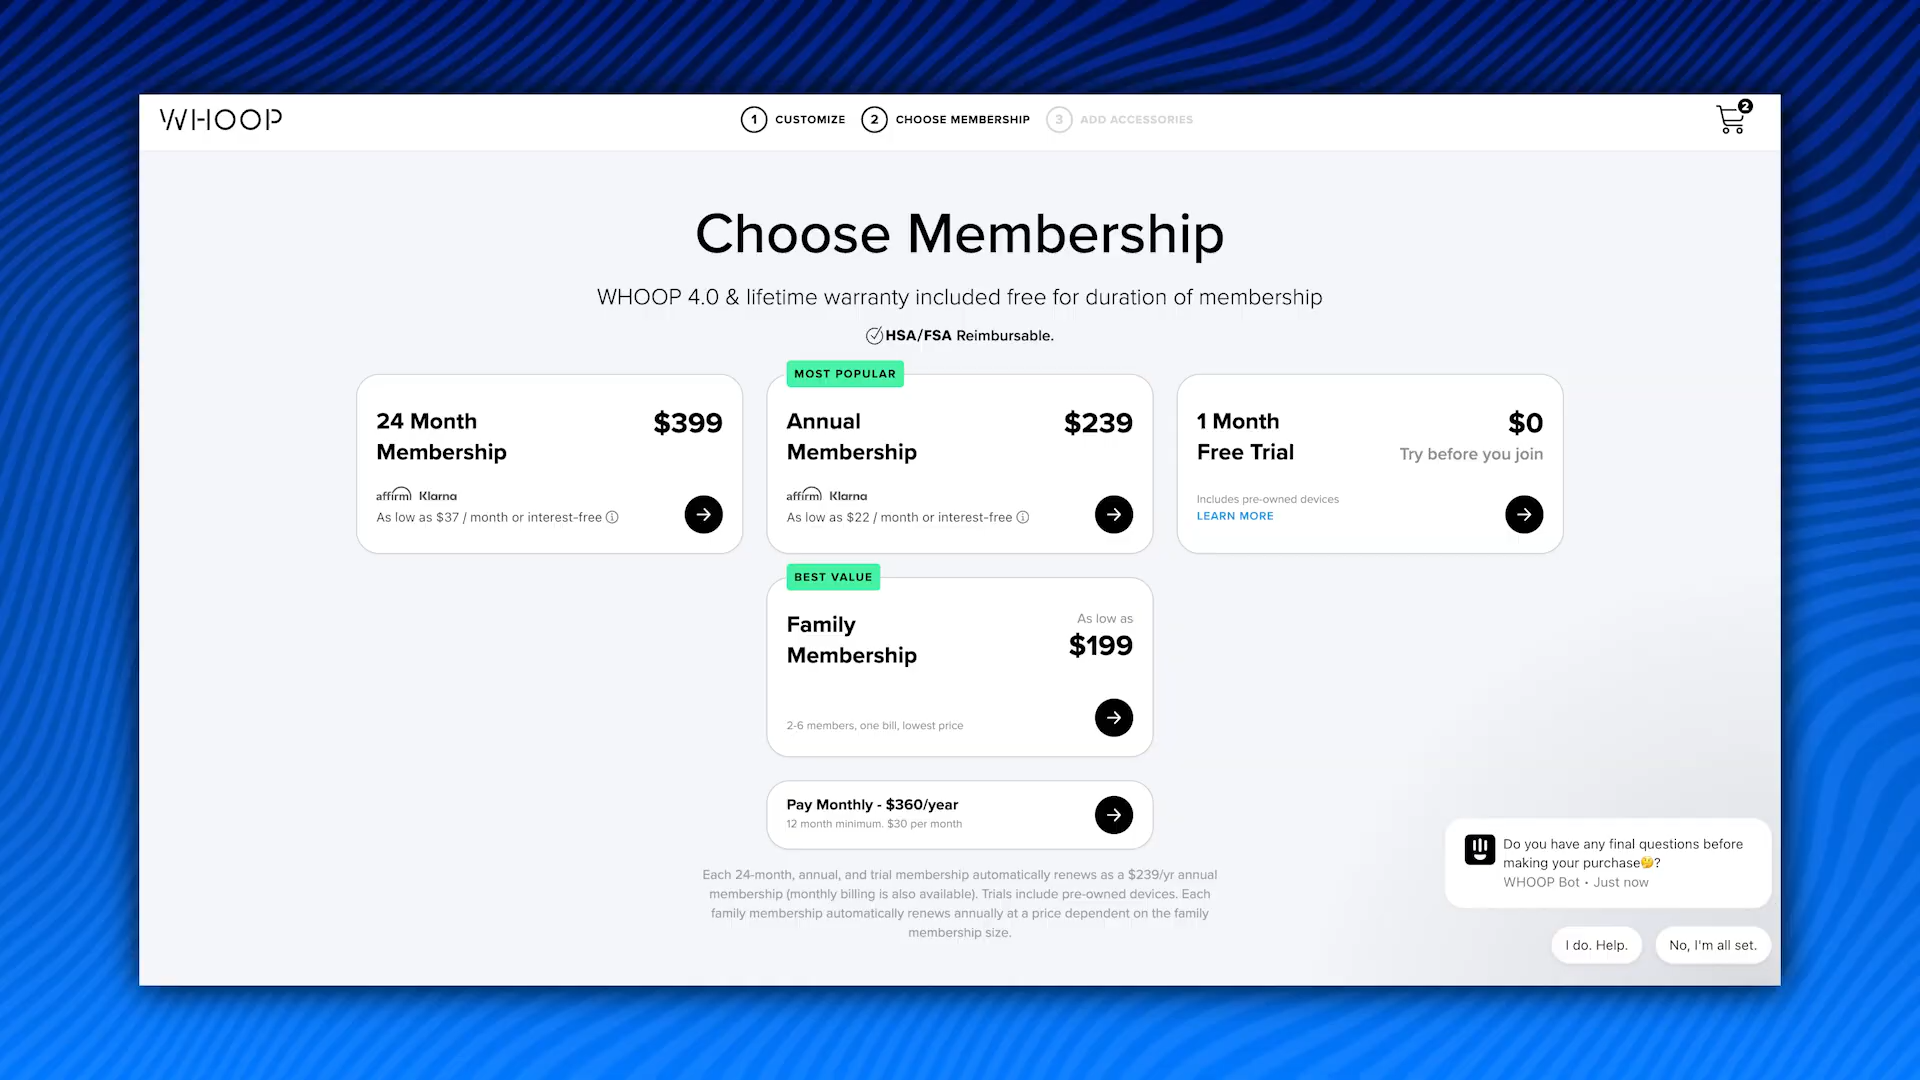 WHOOP
1 CUSTOMIZE 2 CHOOSE MEMBERSHIP 3 ADD ACCESSORIES
2
Choose Membership
WHOOP 4.0 & lifetime warranty included free for duration of membership
HSA/FSA Reimbursable.
24 Month
Membership
$399
affirm Klarna
As low as $37 / month or interest-free
MOST POPULAR
Annual
Membership
$239
affirm Klarna
As low as $22 / month or interest-free
1 Month
Free Trial
$0
Try before you join
Includes pre-owned devices
LEARN MORE
BEST VALUE
Family
Membership
As low as
$199
2-6 members, one bill, lowest price
Pay Monthly - $360/year
12 month minimum. $30 per month
Each 24-month, annual, and trial membership automatically renews as a $239/yr annual
membership (monthly billing is also available). Trials include pre-owned devices. Each
family membership automatically renews annually at a price dependent on the family
membership size.
Do you have any final questions before
making your purchase🤔?
WHOOP Bot • Just now
I do. Help.
No, I'm all set.